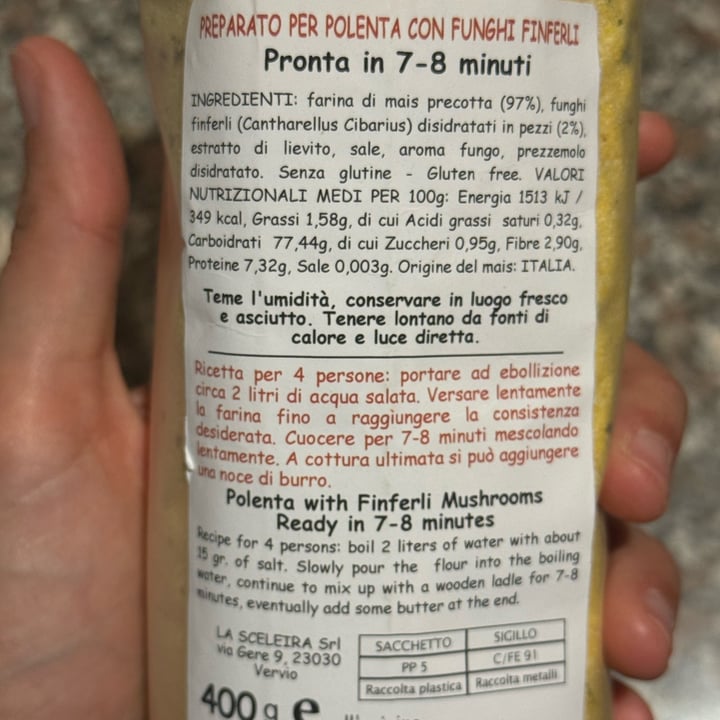 PREPARATO PER POLENTA CON FUNGHI FINFERLI
Pronta in 7-8 minuti
INGREDIENTI: farina di mais precotta (97%), funghi
finferli (Cantharellus Cibarius) disidratati in pezzi (2%),
estratto di lievito, sale, aroma fungo, prezzemolo
disidratato. Senza glutine - Gluten free. VALORI
NUTRIZIONALI MEDI PER 100g: Energia 1513 kJ /
349 kcal, Grassi 1,58g, di cui Acidi grassi saturi 0,32g,
Carboidrati 77,44g, di cui Zuccheri 0,95g, Fibre 2,90g,
Proteine 7,32g, Sale 0,003g. Origine del mais: ITALIA.
Teme l'umidità, conservare in luogo fresco
e asciutto. Tenere lontano da fonti di
calore e luce diretta.
Ricetta per 4 persone: portare ad ebollizione
circa 2 litri di acqua salata. Versare lentamente
la farina fino a raggiungere la consistenza
desiderata. Cuocere per 7-8 minuti mescolando
lentamente. A cottura ultimata si può aggiungere
una noce di burro.
Polenta with Finferli Mushrooms
Ready in 7-8 minutes
Recipe for 4 persons: boil 2 liters of water with about
15 gr. of salt. Slowly pour the flour into the boiling
water, continue to mix up with a wooden ladle for 7-8
minutes, eventually add some butter at the end.
LA SCELEIRA Srl
Via Gere 9, 23030
Vervio
SACCHETTO SIGILLO
PP 5 C/FE 91
Raccolta plastica Raccolta metalli
400 g e